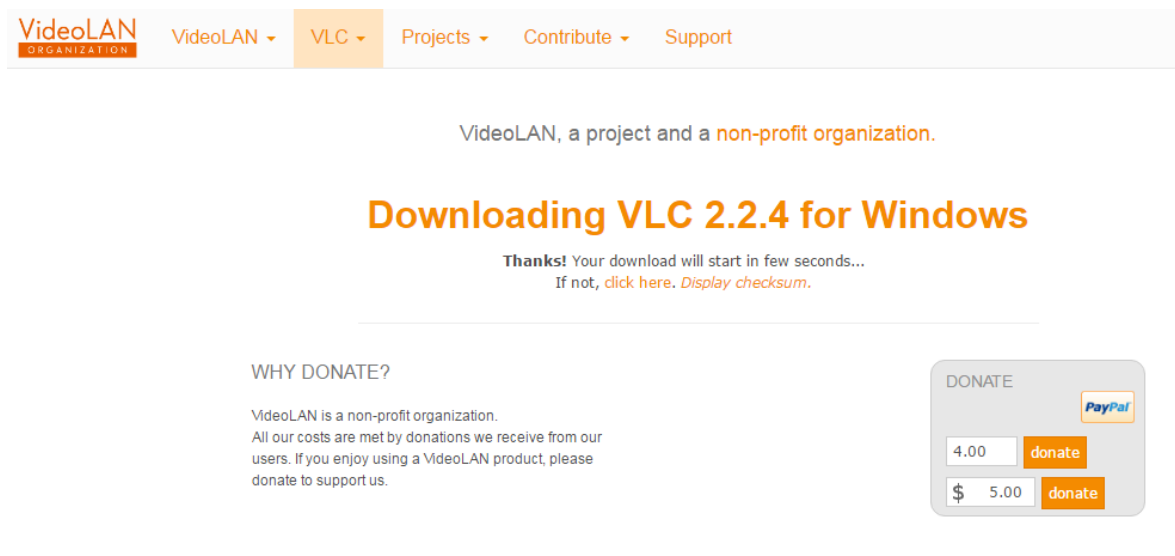 VideoLAN
ORGANIZATION
VideoLAN
VLC
Projects
Contribute
Support
VideoLAN, a project and a non-profit organization.
Downloading VLC 2.2.4 for Windows
Thanks! Your download will start in few seconds...
If not, click here. Display checksum.
WHY DONATE?
VideoLAN is a non-profit organization.
All our costs are met by donations we receive from our
users. If you enjoy using a VideoLAN product, please
donate to support us.
DONATE
PayPal
4.00 donate
$ 5.00 donate